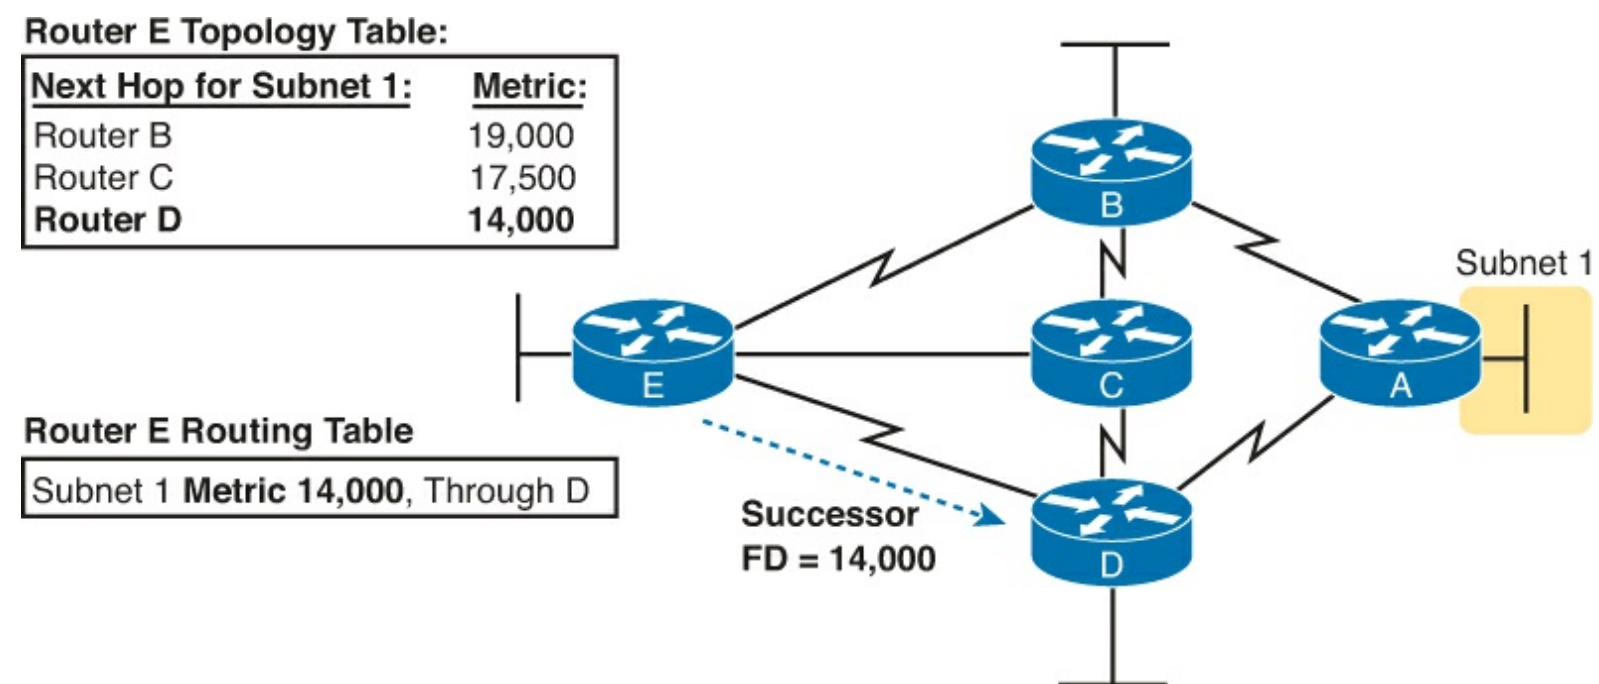 Router E Topology Table:
Next Hop for Subnet 1: Metric:
Router B 19,000
Router C 17,500
Router D 14,000
B
Subnet 1
E
C
A
Router E Routing Table
Subnet 1 Metric 14,000, Through D
Successor
FD = 14,000
D